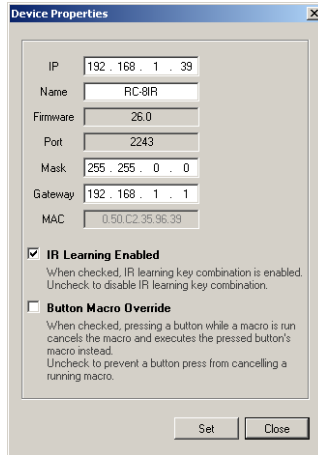 Device Properties
IP 192 . 168 . 1 . 39
Name RC-8IR
Firmware 26.0
Port 2243
Mask 255 . 255 . 0 . 0
Gateway 192 . 168 . 1 . 1
MAC 0.50.C2.35.96.39
IR Learning Enabled
When checked, IR learning key combination is enabled.
Uncheck to disable IR learning key combination.
Button Macro Override
When checked, pressing a button while a macro is run
cancels the macro and executes the pressed button's
macro instead.
Uncheck to prevent a button press from cancelling a
running macro.
Set Close